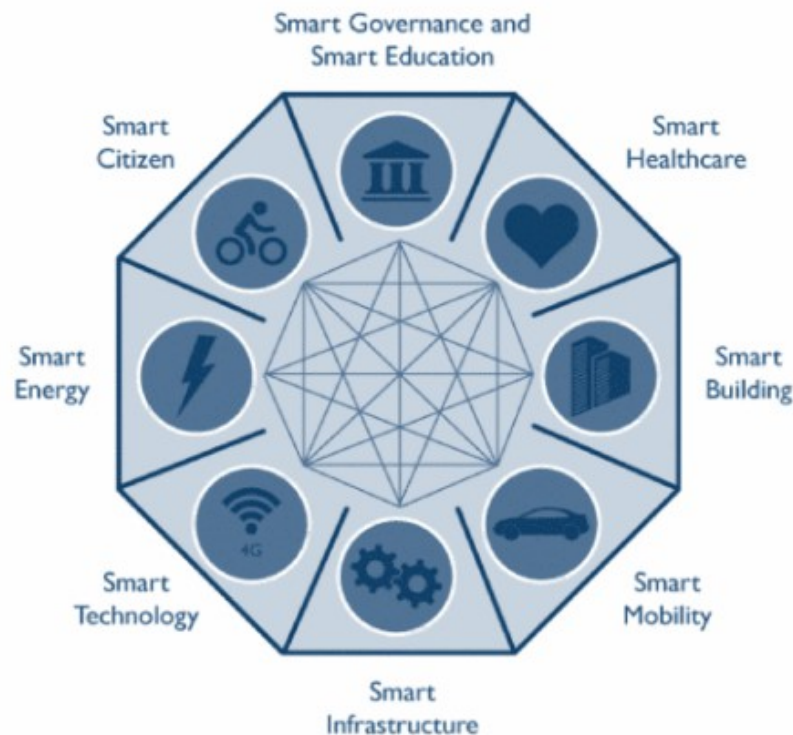 Smart Governance and
Smart Education
Smart
Healthcare
Smart
Building
Smart
Mobility
Smart
Infrastructure
Smart
Technology
4G
Smart
Energy
Smart
Citizen